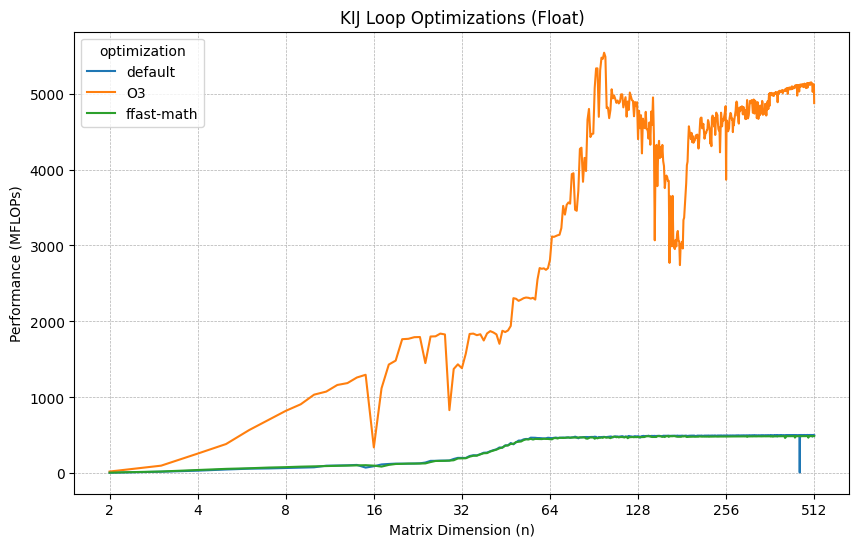 KIJ Loop Optimizations (Float)
optimization
default
O3
ffast-math
Performance (MFLOPs)
5000
4000
3000
2000
1000
0
2 4 8 16 32 64 128 256 512
Matrix Dimension (n)